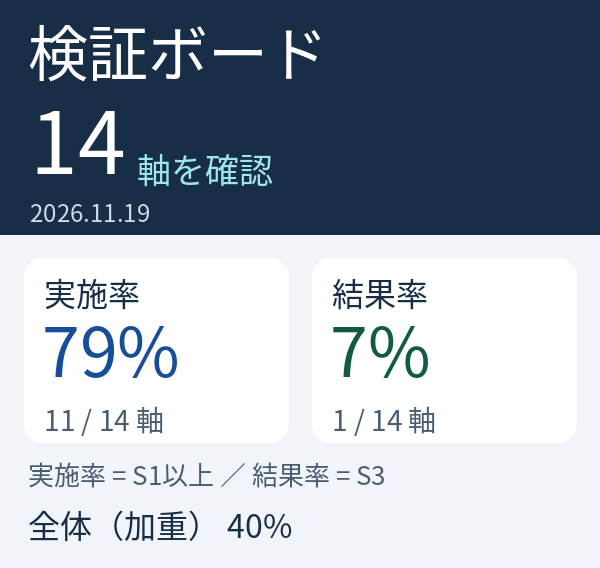 検証ボード
14 軸を確認
2026.11.19
実施率
79%
11 / 14 軸
結果率
7%
1 / 14 軸
実施率 = S1以上 ／ 結果率 = S3
全体（加重） 40%